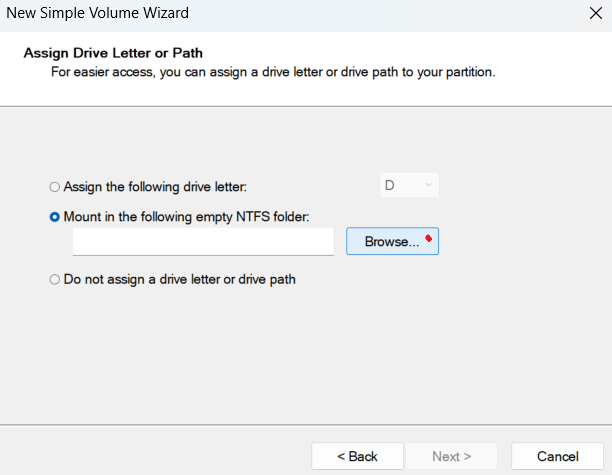 New Simple Volume Wizard
Assign Drive Letter or Path
For easier access, you can assign a drive letter or drive path to your partition.
Assign the following drive letter: D
Mount in the following empty NTFS folder:
Browse...
Do not assign a drive letter or drive path
< Back Next > Cancel